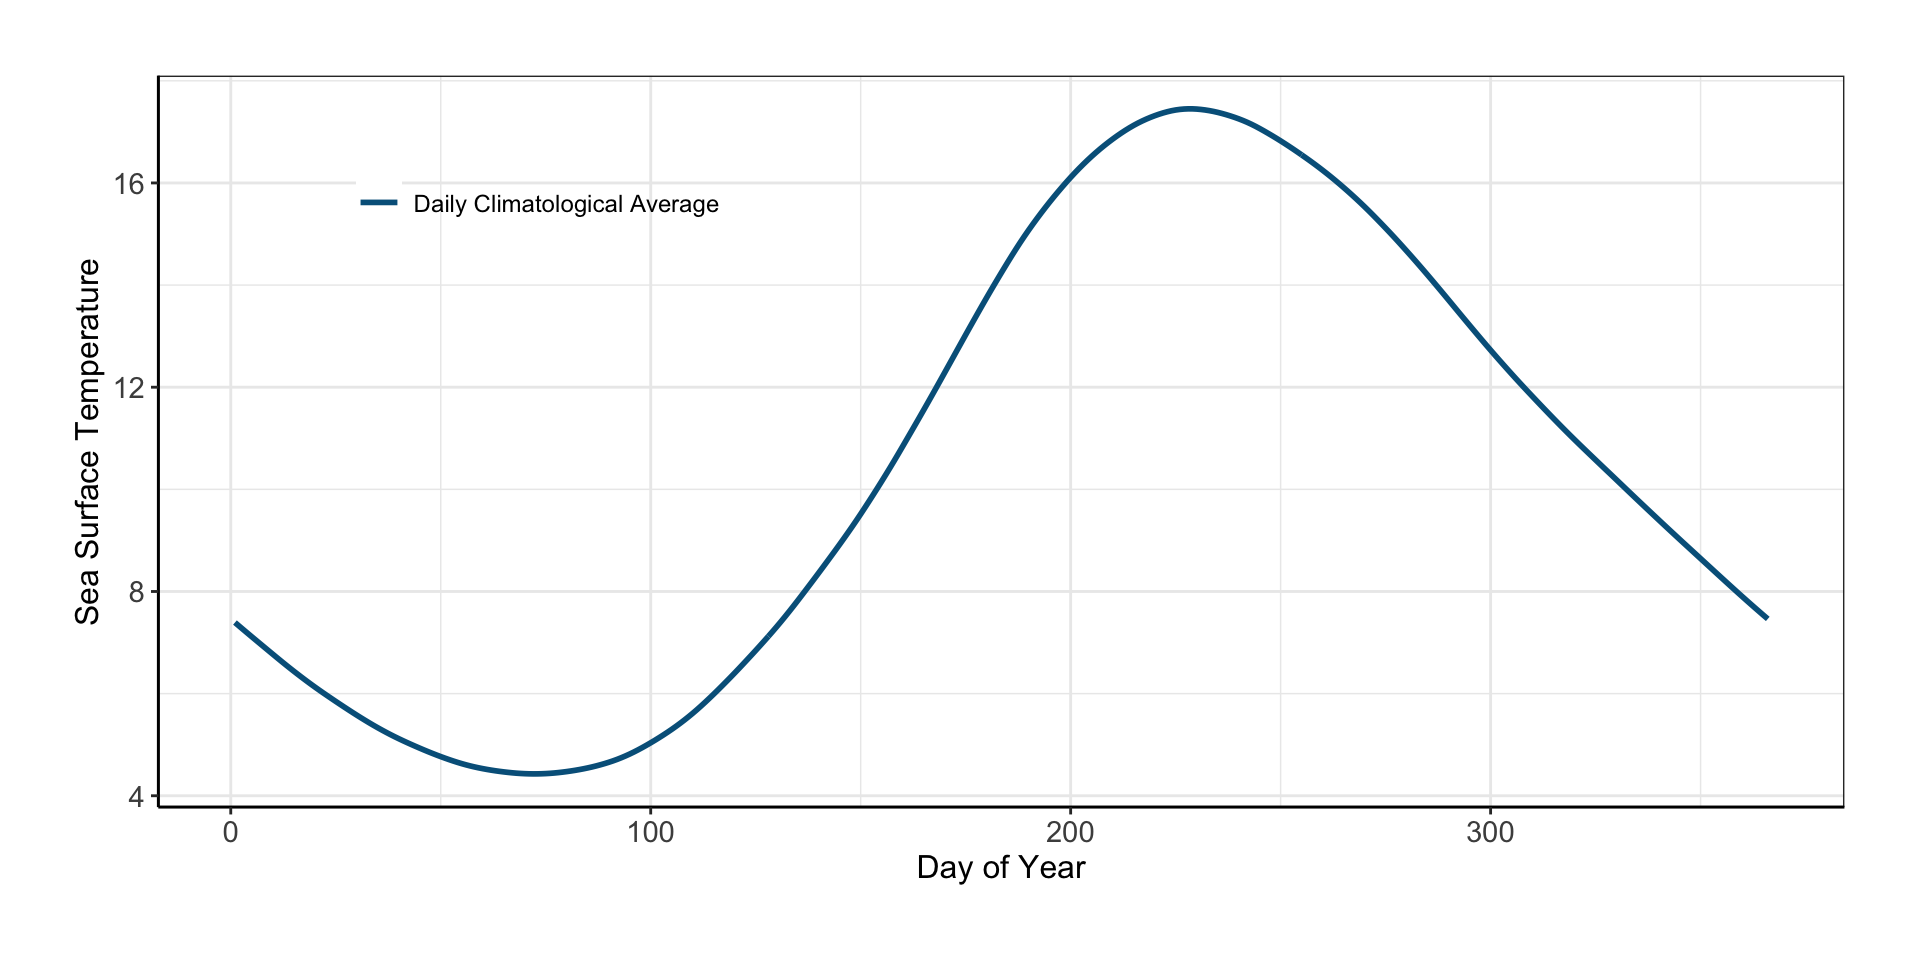 Daily Climatological Average
Sea Surface Temperature
16
12
8
4
0 100 200 300
Day of Year